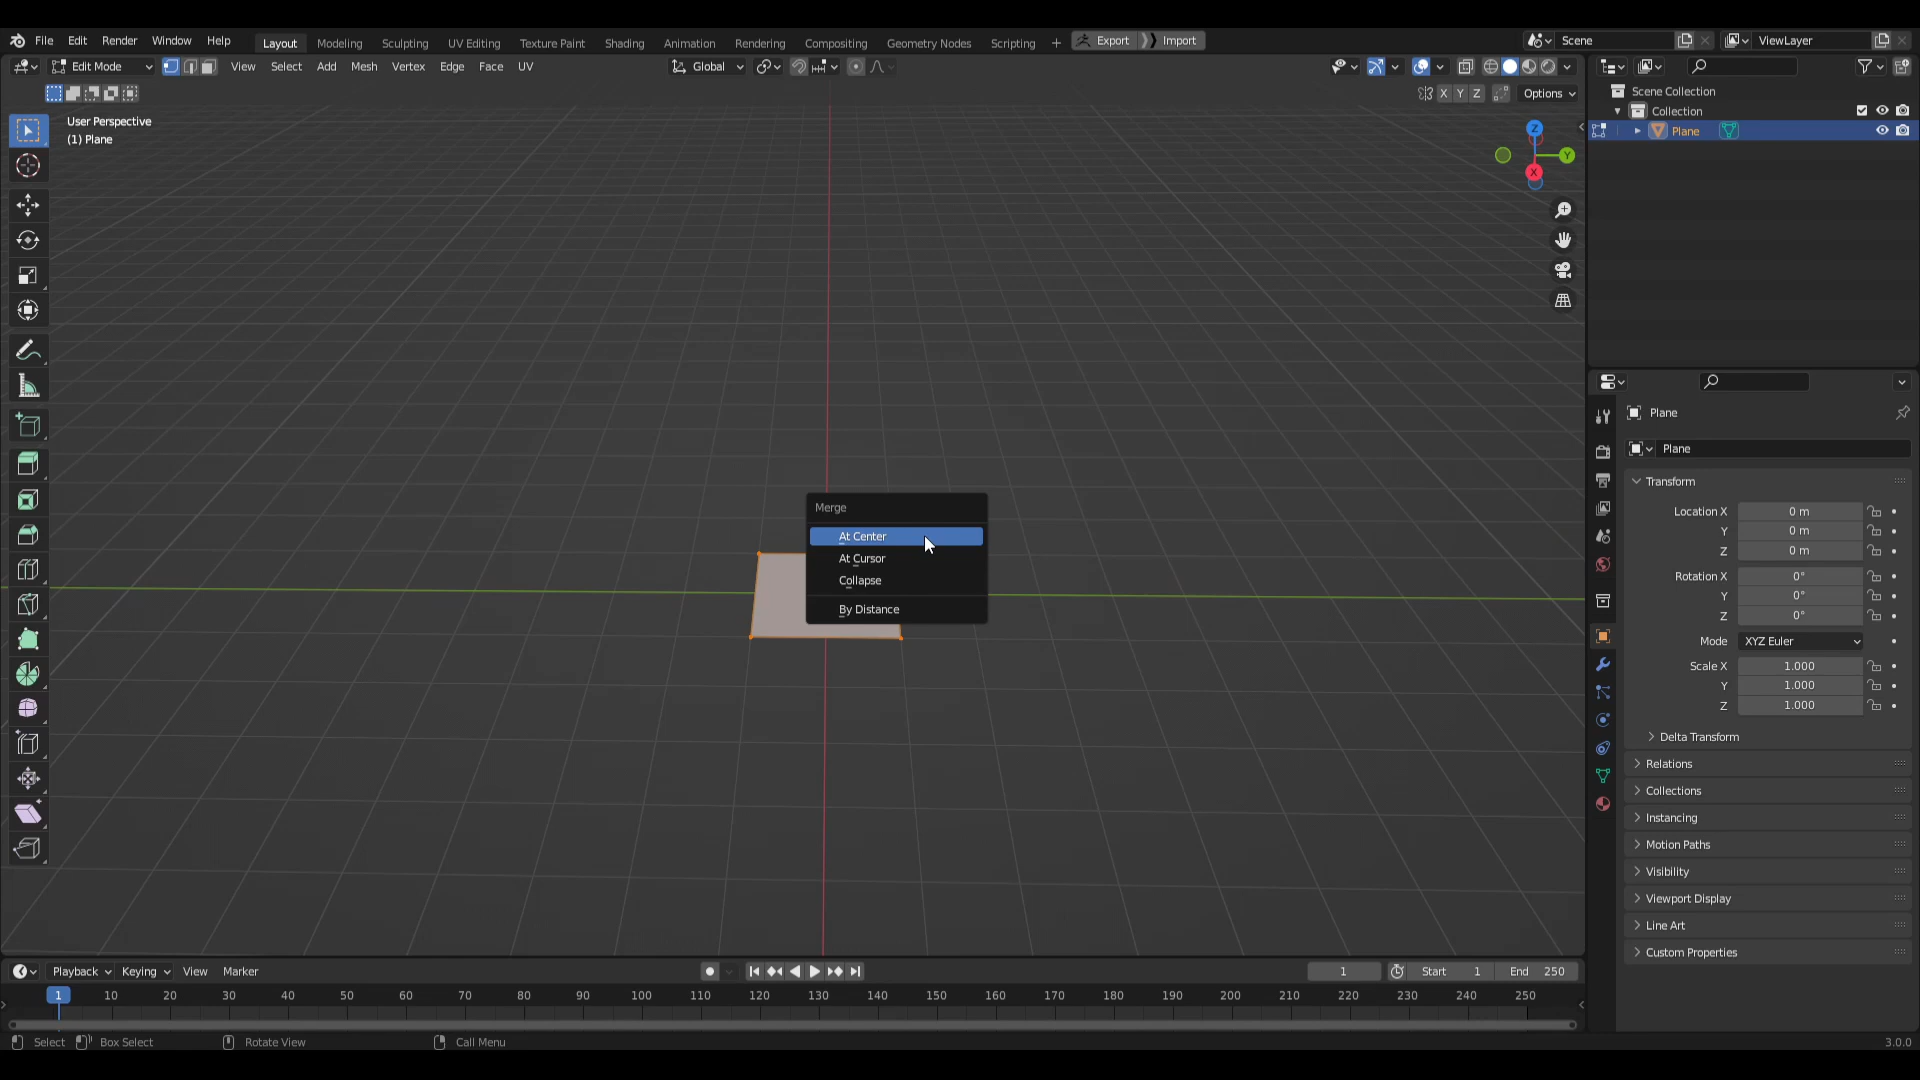 File Edit Render Window Help Layout Modeling Sculpting UV Editing Texture Paint Shading Animation Rendering Compositing Geometry Nodes Scripting + Export Import Scene ViewLayer
Edit Mode View Select Add Mesh Vertex Edge Face UV Global
X Y Z Options
User Perspective
(1) Plane
Z
Y
X
Scene Collection
Collection
Plane
Merge
At Center
At Cursor
Collapse
By Distance
Plane
Plane
Transform
Location X 0 m
Y 0 m
Z 0 m
Rotation X 0°
Y 0°
Z 0°
Mode XYZ Euler
Scale X 1.000
Y 1.000
Z 1.000
Delta Transform
Relations
Collections
Instancing
Motion Paths
Visibility
Viewport Display
Line Art
Custom Properties
Playback Keying View Marker 1 Start 1 End 250
1 10 20 30 40 50 60 70 80 90 100 110 120 130 140 150 160 170 180 190 200 210 220 230 240 250
Select Box Select Rotate View Call Menu 3.0.0